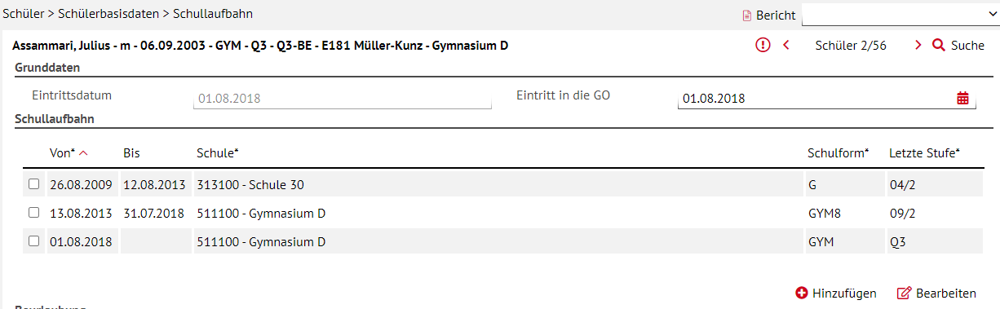 Schüler > Schülerbasisdaten > Schullaufbahn
Bericht
Assammari, Julius - m - 06.09.2003 - GYM - Q3 - Q3-BE - E181 Müller-Kunz - Gymnasium D
Schüler 2/56
Suche
Grunddaten
Eintrittsdatum 01.08.2018 Eintritt in die GO 01.08.2018
Schullaufbahn
Von* Bis Schule* Schulform* Letzte Stufe*
26.08.2009 12.08.2013 313100 - Schule 30 G 04/2
13.08.2013 31.07.2018 511100 - Gymnasium D GYM8 09/2
01.08.2018 511100 - Gymnasium D GYM Q3
Hinzufügen Bearbeiten